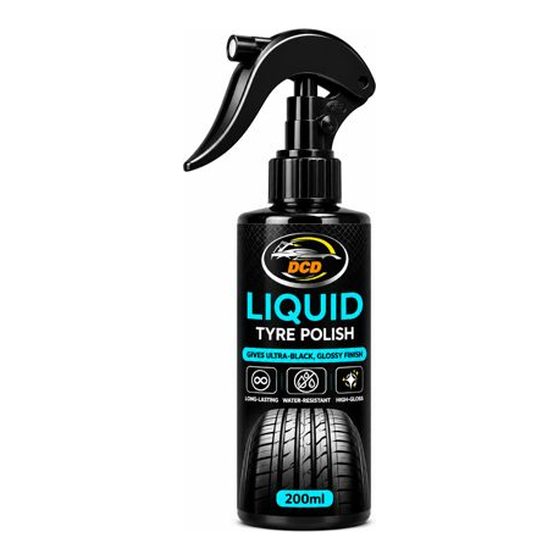 DCD
LIQUID
TYRE POLISH
GIVES ULTRA-BLACK, GLOSSY FINISH
LONG-LASTING WATER-RESISTANT HIGH-GLOSS
200ml